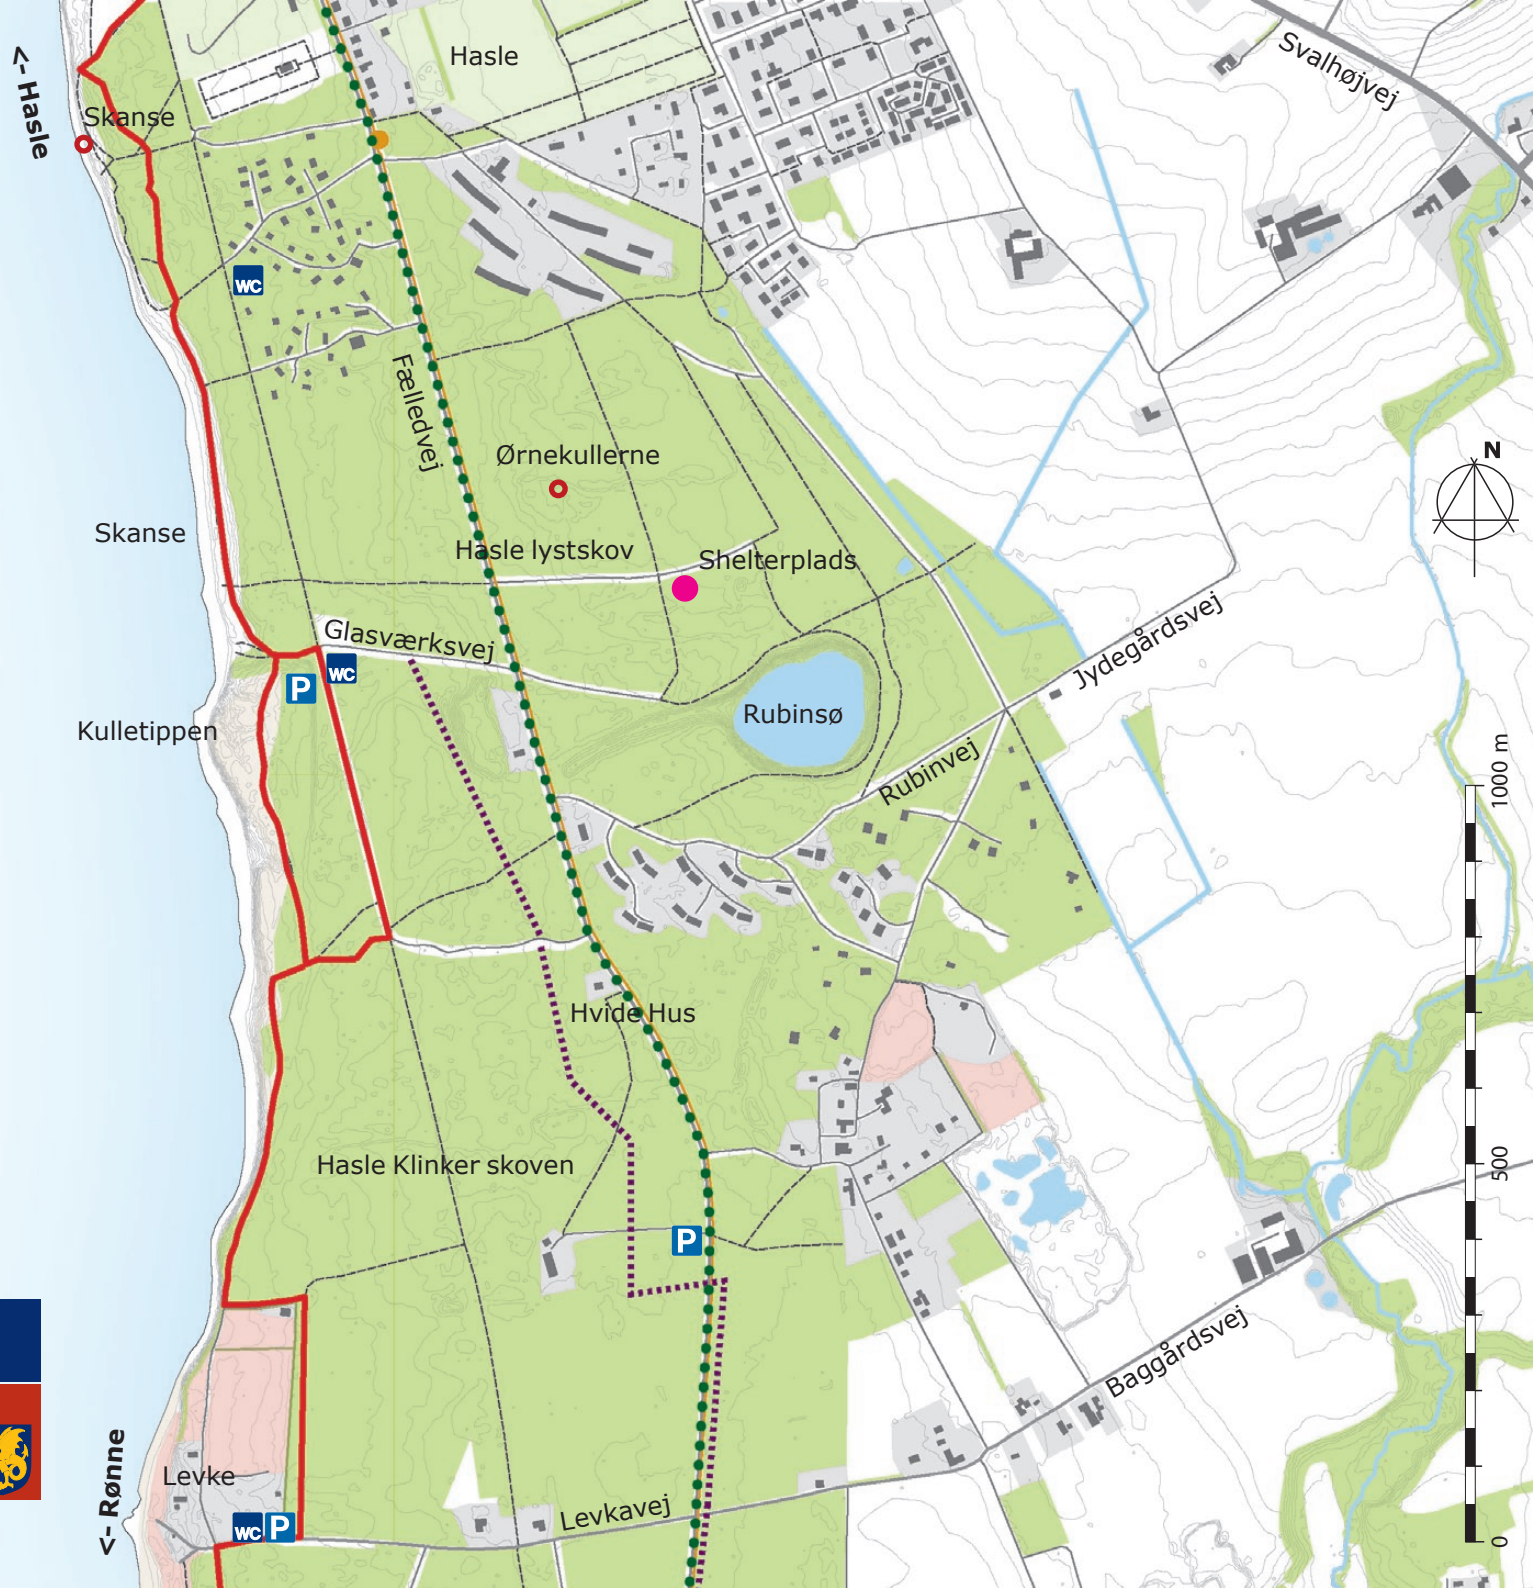 Hasle
Svalhøjvej
<- Hasle
Skanse
WC
Fælledvej
Ørnekullerne
N
Skanse
Hasle lystskov
Shelterplads
Glasværksvej
Jydegårdsvej
WC
P
Kulletippen
Rubinsø
Rubinvej
1000 m
Hvide Hus
Hasle Klinker skoven
500
P
Baggårdsvej
<- Rønne
Levke
Levkavej
WC
P
0